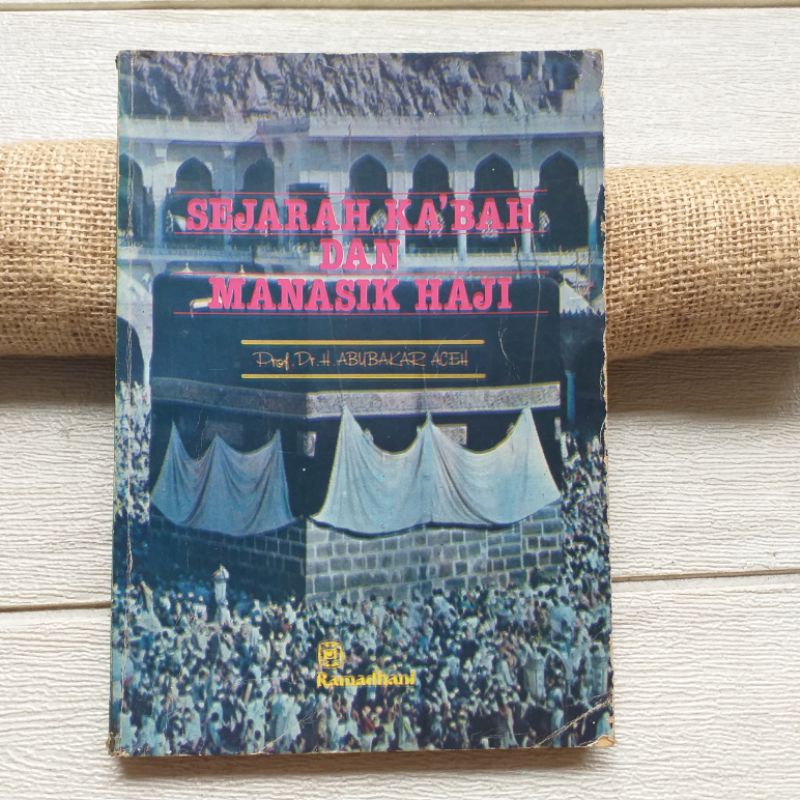 SEJARAH KA'BAH
DAN
MANASIK HAJI
Prof. Dr. H. ABUBAKAR ACEH
Ramadhani